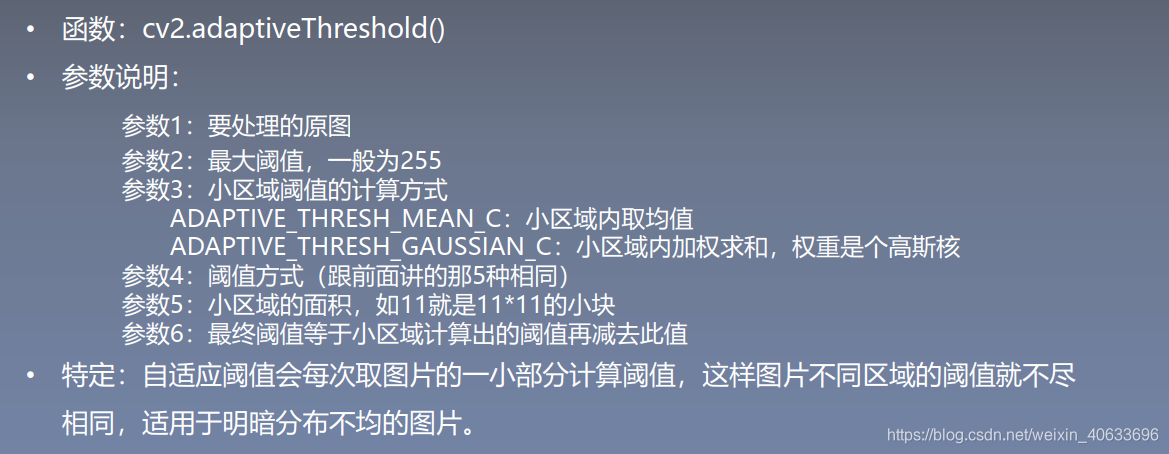 • 函数：cv2.adaptiveThreshold()
• 参数说明：
参数1：要处理的原图
参数2：最大阈值，一般为255
参数3：小区域阈值的计算方式
ADAPTIVE_THRESH_MEAN_C：小区域内取均值
ADAPTIVE_THRESH_GAUSSIAN_C：小区域内加权求和，权重是个高斯核
参数4：阈值方式（跟前面讲的那5种相同）
参数5：小区域的面积，如11就是11*11的小块
参数6：最终阈值等于小区域计算出的阈值再减去此值
• 特定：自适应阈值会每次取图片的一小部分计算阈值，这样图片不同区域的阈值就不尽
相同，适用于明暗分布不均的图片。
https://blog.csdn.net/weixin_40633696